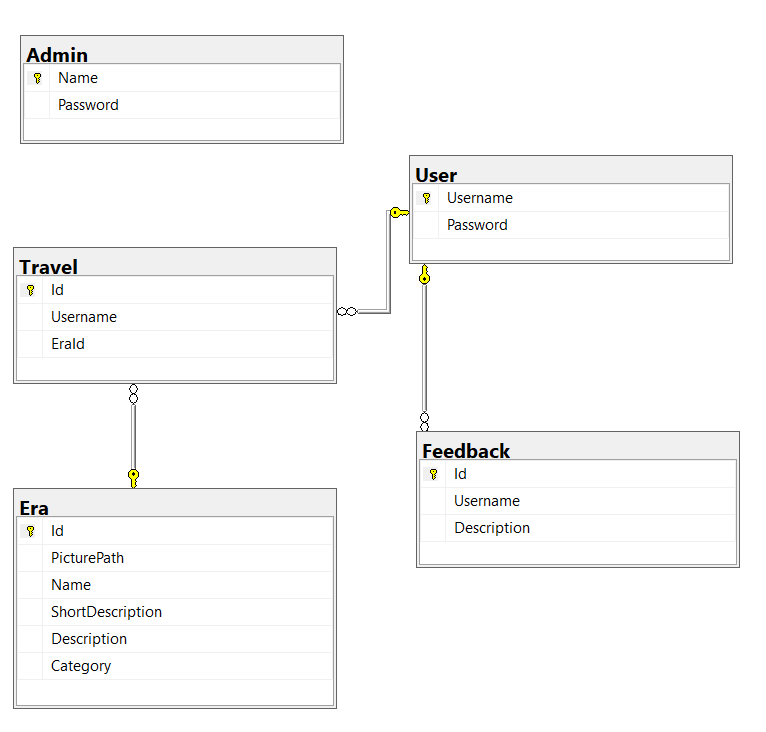 Admin
Name
Password
User
Username
Password
Travel
Id
Username
EraId
Feedback
Id
Username
Description
Era
Id
PicturePath
Name
ShortDescription
Description
Category